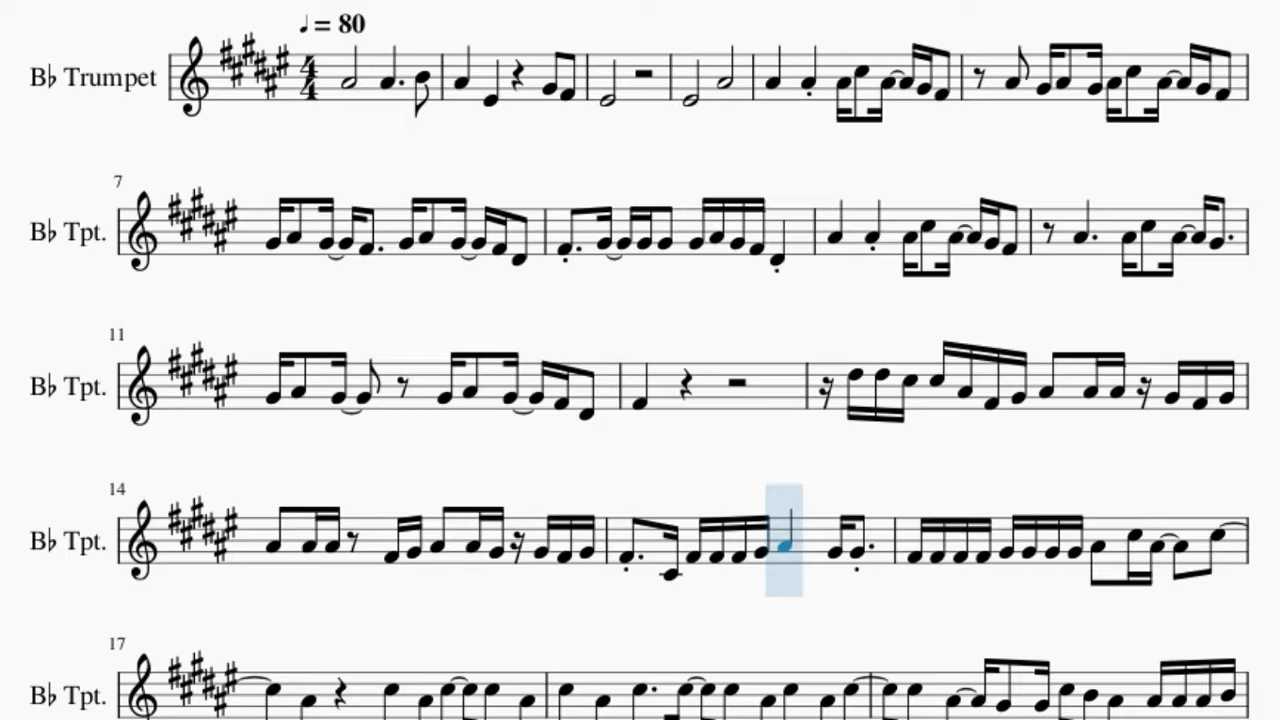 ♩ = 80
B♭ Trumpet
4
4
7
B♭ Tpt.
11
B♭ Tpt.
14
B♭ Tpt.
17
B♭ Tpt.